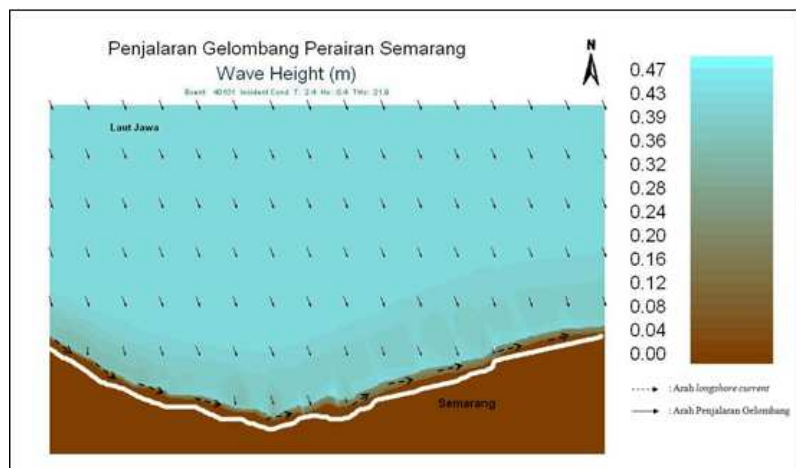 Penjalaran Gelombang Perairan Semarang
Wave Height (m)
N
Laut Jawa
Semarang
0.47
0.43
0.39
0.36
0.32
0.28
0.24
0.20
0.16
0.12
0.08
0.04
0.00
: Arah longshore current
: Arah Penjalaran Gelombang